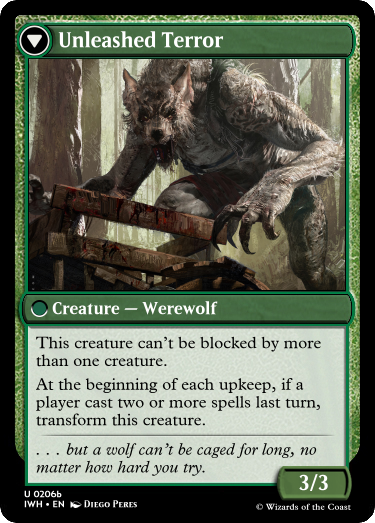 Unleashed Terror
Creature — Werewolf
This creature can't be blocked by more
than one creature.
At the beginning of each upkeep, if a
player cast two or more spells last turn,
transform this creature.
. . . but a wolf can't be caged for long, no
matter how hard you try.
3/3
U 0206b
IWH • EN DIEGO PERES
© Wizards of the Coast